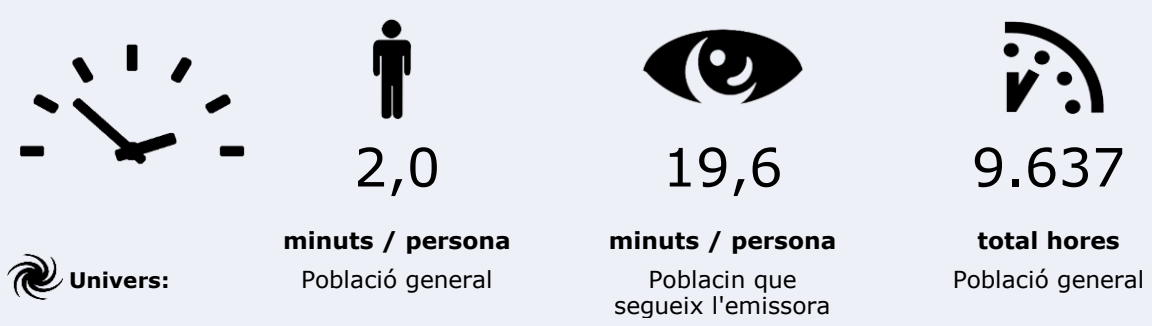 2,0
19,6
9.637
minuts / persona
minuts / persona
total hores
Univers:
Població general
Poblacin que
segueix l'emissora
Població general